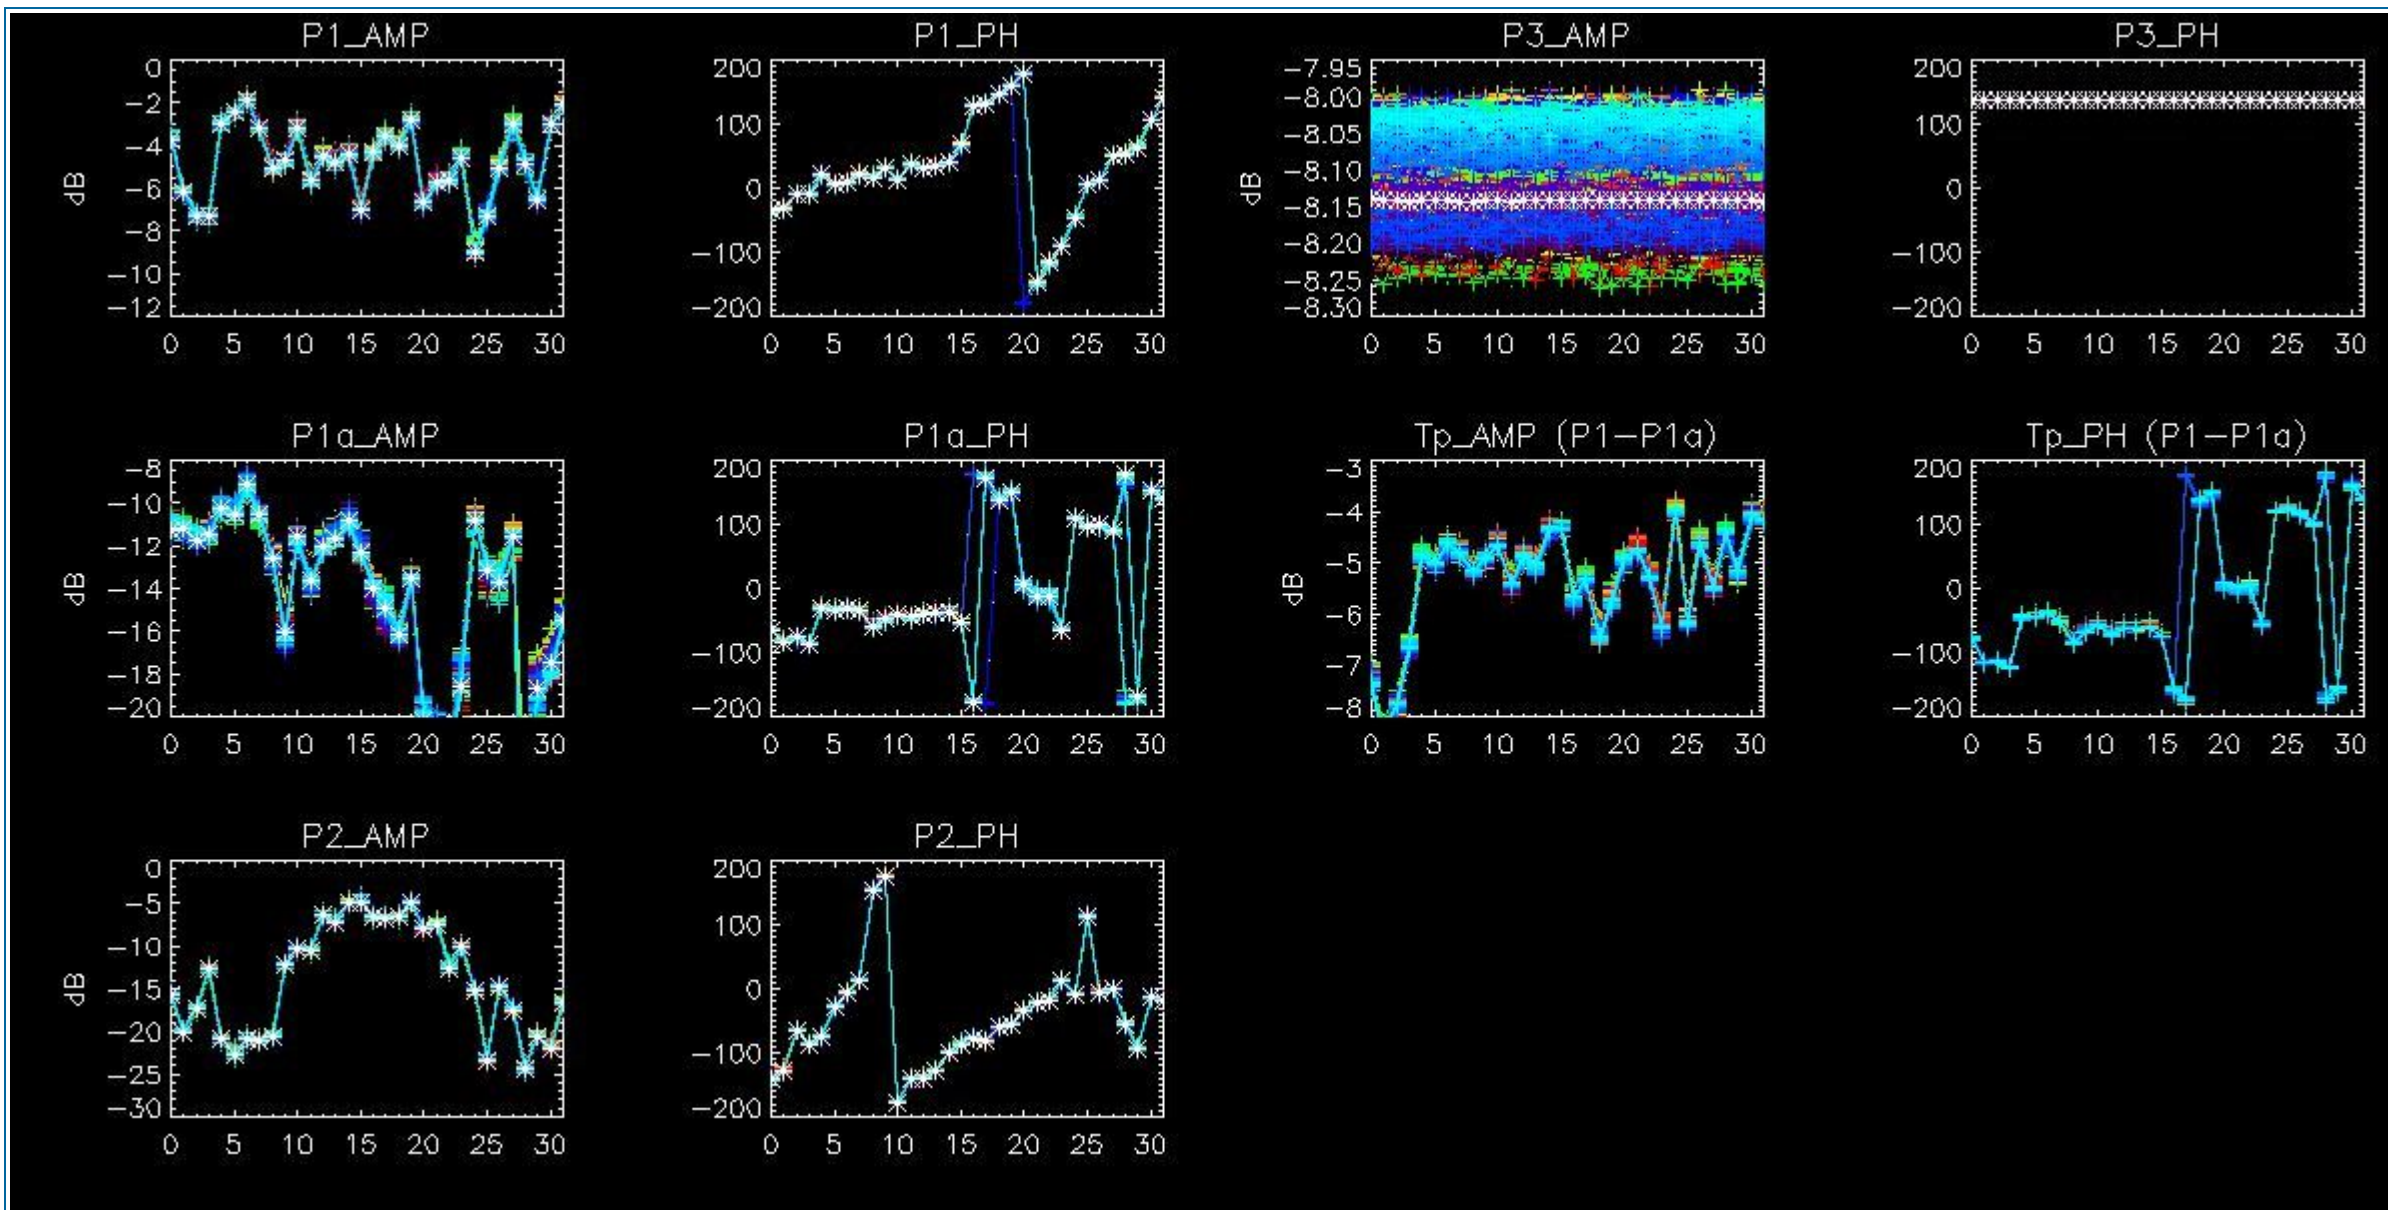 P1_AMP P1_PH P3_AMP P3_PH
0 200 -7.95 200
-2 -8.00
100 100
-4 -8.05
dB -6 0 dB -8.10 0
-8 -8.15
-8.20
-10 -100 -8.25 -100
-12 -200 -8.30 -200
0 5 10 15 20 25 30 0 5 10 15 20 25 30 0 5 10 15 20 25 30 0 5 10 15 20 25 30
P1a_AMP P1a_PH Tp_AMP (P1-P1a) Tp_PH (P1-P1a)
-8 200 -3 200
-10 100 -4 100
-12
dB -14 0 dB -5 0
-16 -6
-18 -100 -7 -100
-20 -200 -8 -200
0 5 10 15 20 25 30 0 5 10 15 20 25 30 0 5 10 15 20 25 30 0 5 10 15 20 25 30
P2_AMP P2_PH
0 200
-5 100
-10
dB -15 0
-20 -100
-25
-30 -200
0 5 10 15 20 25 30 0 5 10 15 20 25 30